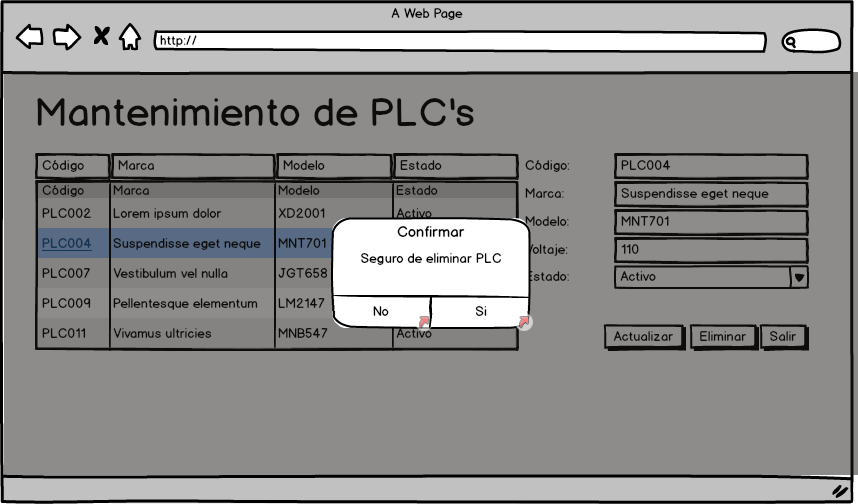 A Web Page
http://
Mantenimiento de PLC's
Código Marca Modelo Estado
Código Marca Modelo Estado
PLC002 Lorem ipsum dolor XD2001 Activo
PLC004 Suspendisse eget neque MNT701
PLC007 Vestibulum vel nulla JGT658
PLC009 Pellentesque elementum LM2147
PLC011 Vivamus ultricies MNB547 Activo
Código: PLC004
Marca: Suspendisse eget neque
Modelo: MNT701
Voltaje: 110
Estado: Activo
Actualizar Eliminar Salir
Confirmar
Seguro de eliminar PLC
No Si